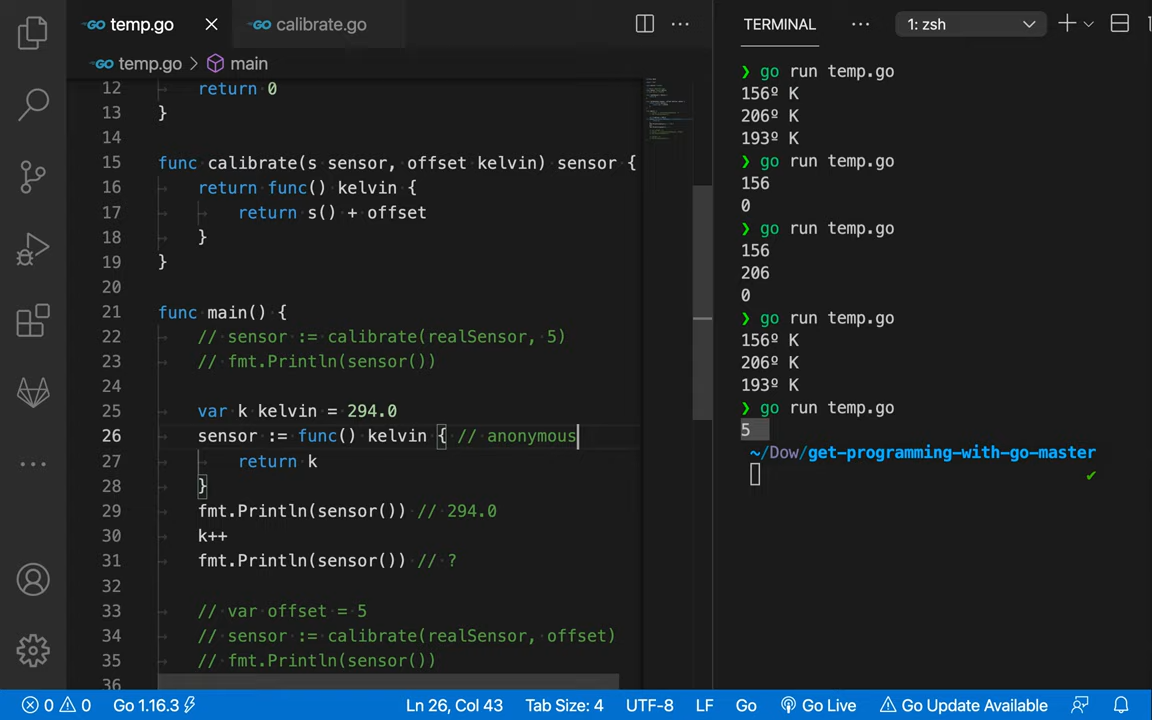 GO temp.go
GO calibrate.go
GO temp.go > main
12 return 0
13 }
14
15 func calibrate(s sensor, offset kelvin) sensor {
16 return func() kelvin {
17 return s() + offset
18 }
19 }
20
21 func main() {
22 // sensor := calibrate(realSensor, 5)
23 // fmt.Println(sensor())
24
25 var k kelvin = 294.0
26 sensor := func() kelvin { // anonymous
27 return k
28 }
29 fmt.Println(sensor()) // 294.0
30 k++
31 fmt.Println(sensor()) // ?
32
33 // var offset = 5
34 // sensor := calibrate(realSensor, offset)
35 // fmt.Println(sensor())
36
TERMINAL
1: zsh
❯ go run temp.go
156º K
206º K
193º K
❯ go run temp.go
156
0
❯ go run temp.go
156
206
0
❯ go run temp.go
156º K
206º K
193º K
❯ go run temp.go
5
~/Dow/get-programming-with-go-master
✔
0 0 Go 1.16.3 Ln 26, Col 43 Tab Size: 4 UTF-8 LF Go Go Live Go Update Available